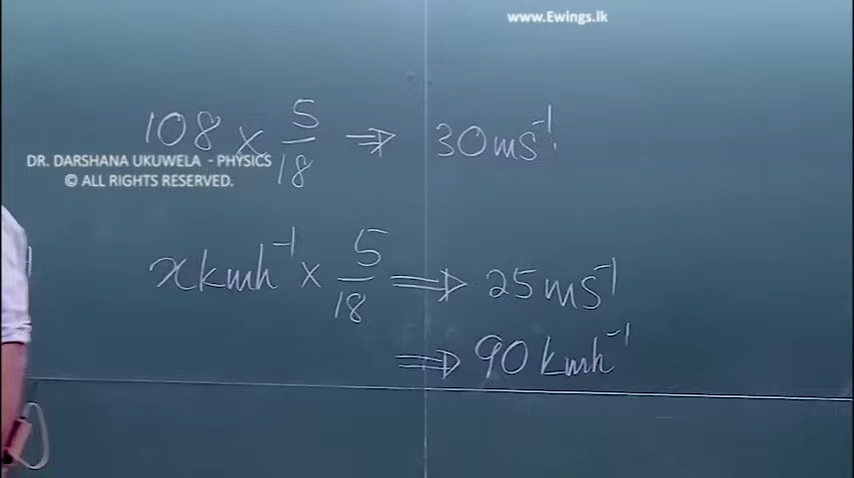 www.Ewings.lk
108 × 5/18 ⇒ 30 ms⁻¹.
DR. DARSHANA UKUWELA - PHYSICS
© ALL RIGHTS RESERVED.
x kmh⁻¹ × 5/18 ⇒ 25 ms⁻¹
⇒ 90 kmh⁻¹